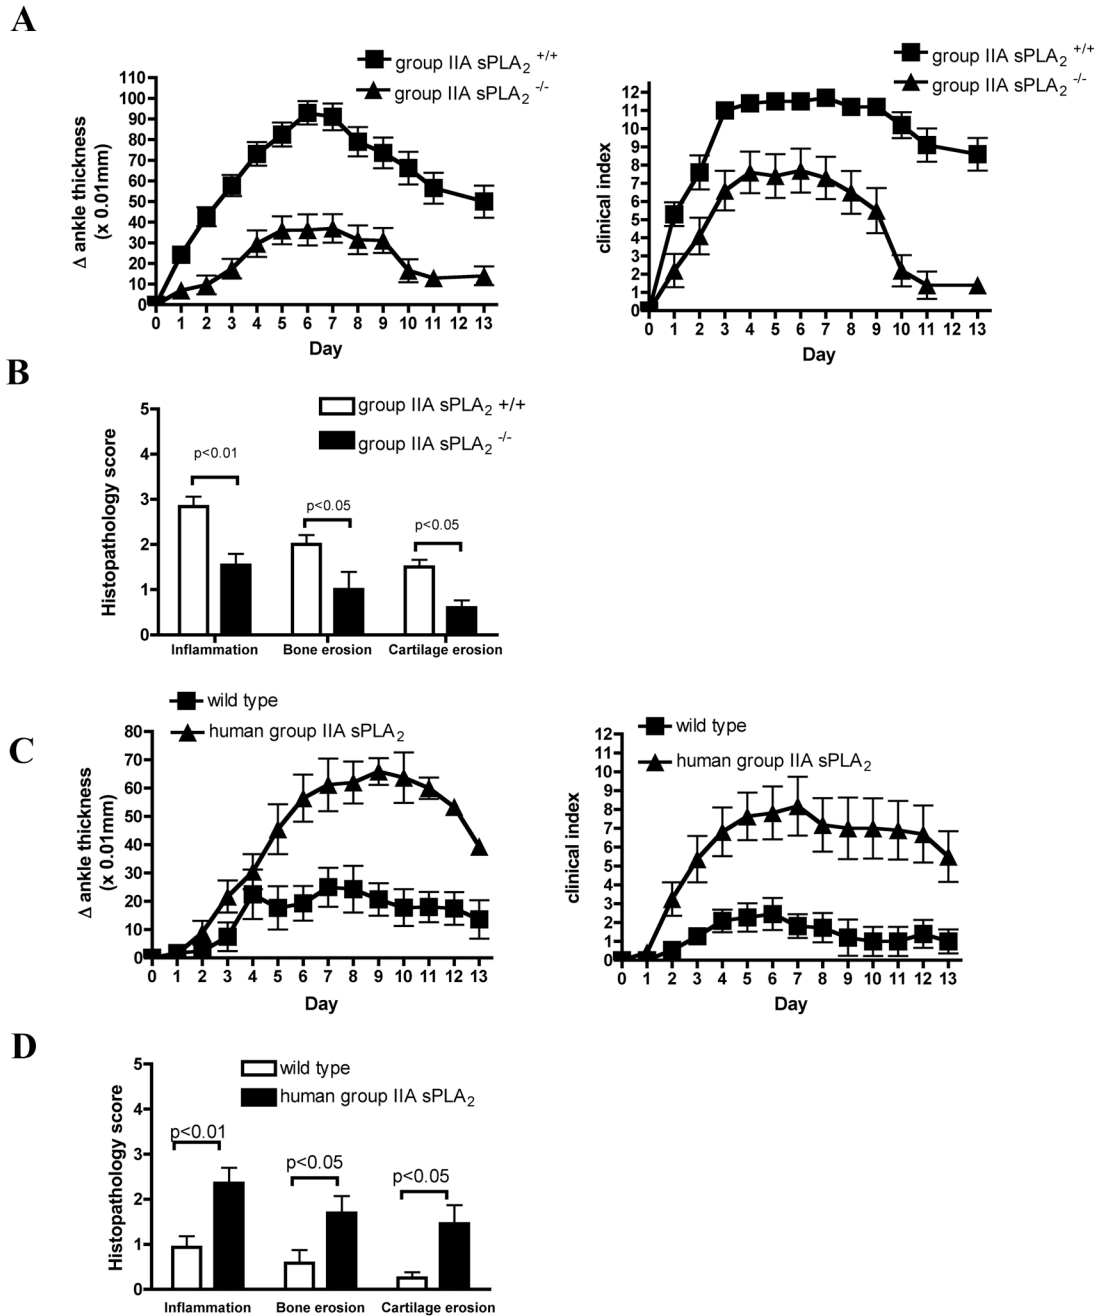 A
group IIA sPLA2 +/+
group IIA sPLA2 -/-
110
100
90
80
70
60
50
40
30
20
10
0
Δ ankle thickness
(x 0.01mm)
0 1 2 3 4 5 6 7 8 9 10 11 12 13
Day
group IIA sPLA2 +/+
group IIA sPLA2 -/-
12
11
10
9
8
7
6
5
4
3
2
1
0
clinical index
0 1 2 3 4 5 6 7 8 9 10 11 12 13
Day
B
group IIA sPLA2 +/+
group IIA sPLA2 -/-
5
4
3
2
1
0
Histopathology score
p<0.01
p<0.05
p<0.05
Inflammation Bone erosion Cartilage erosion
C
wild type
human group IIA sPLA2
80
70
60
50
40
30
20
10
0
Δ ankle thickness
(x 0.01mm)
0 1 2 3 4 5 6 7 8 9 10 11 12 13
Day
wild type
human group IIA sPLA2
12
11
10
9
8
7
6
5
4
3
2
1
0
clinical index
0 1 2 3 4 5 6 7 8 9 10 11 12 13
Day
D
wild type
human group IIA sPLA2
5
4
3
2
1
0
Histopathology score
p<0.01
p<0.05
p<0.05
Inflammation Bone erosion Cartilage erosion